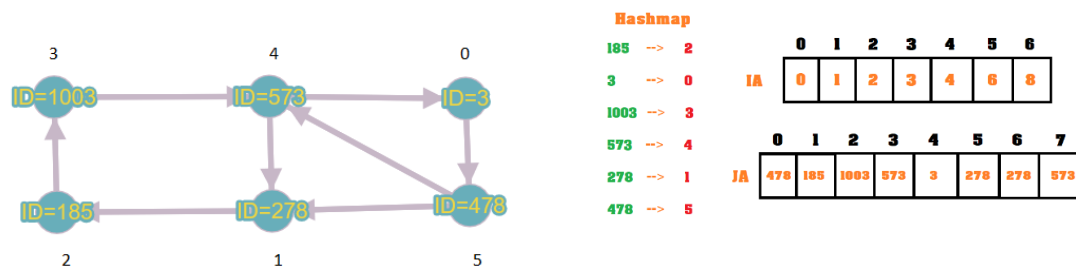 3 4 0
ID=1003 ID=573 ID=3
ID=185 ID=278 ID=478
2 1 5
Hashmap
185 --> 2
3 --> 0
1003 --> 3
573 --> 4
278 --> 1
478 --> 5
0 1 2 3 4 5 6
IA 0 1 2 3 4 6 8
0 1 2 3 4 5 6 7
JA 478 185 1003 573 3 278 278 573